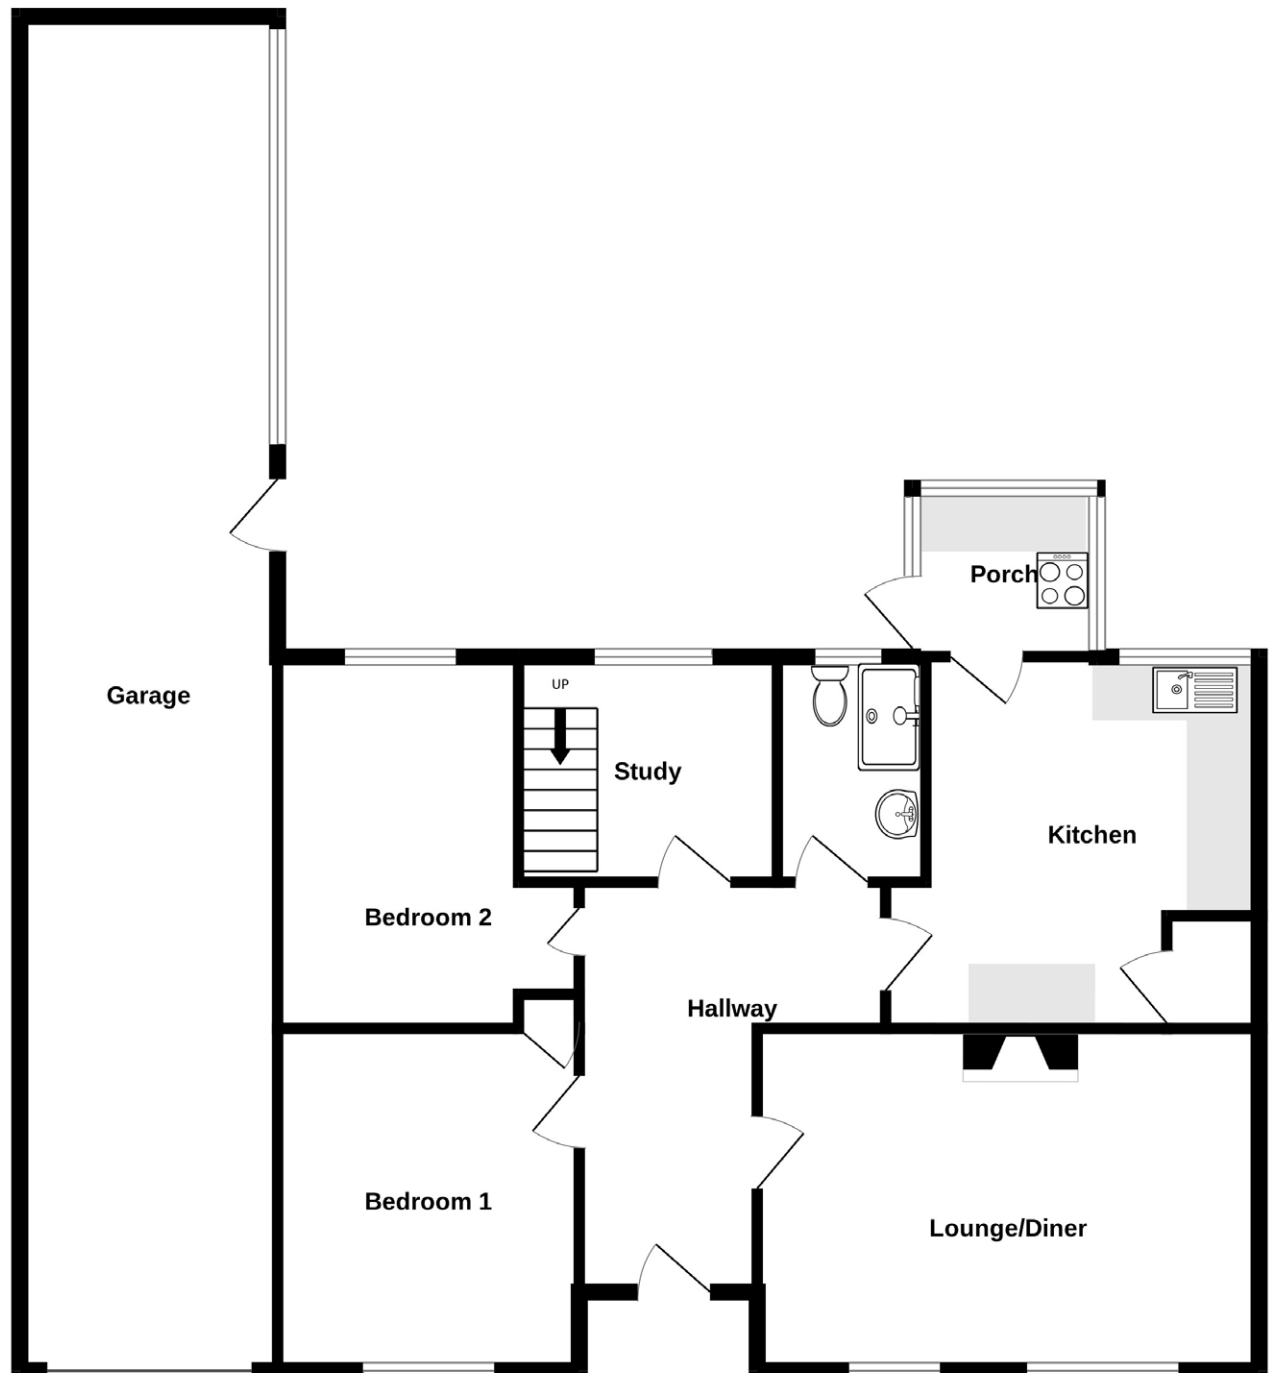 Porch
Garage
UP
Study
Kitchen
Bedroom 2
Hallway
Bedroom 1
Lounge/Diner